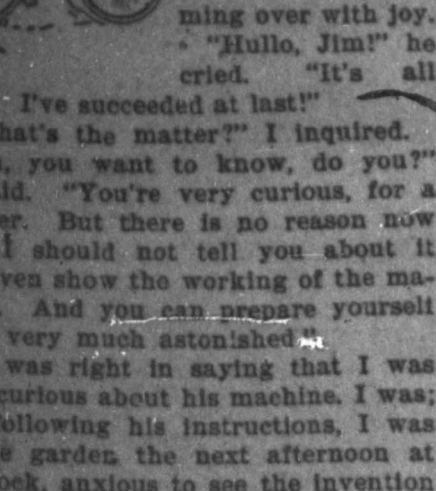 ming over with joy.
"Hullo, Jim!" he
cried. "It's all
I've succeeded at last!"
hat's the matter?" I inquired.
, you want to know, do you?"
id. "You're very curious, for a
er. But there is no reason now
I should not tell you about it
ven show the working of the ma-
. And you can prepare yourself
very much astonished."
was right in saying that I was
curious about his machine. I was;
ollowing his instructions, I was
e garden the next afternoon at
ock, anxious to see the invention